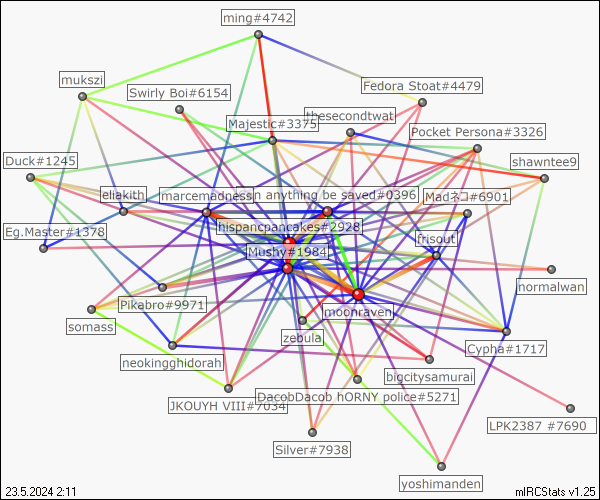 ming#4742
mukszi
Fedora Stoat#4479
Swirly Boi#6154
thesecondtwat
Majestic#3375
Pocket Persona#3326
Duck#1245
shawntee9
eliakith
marcemadness
n anything be saved#0396
Madネロ#6901
hispancpancakes#2928
Eg.Master#1378
frisout
Mushy#1984
normalwan
Pikabro#9971
moonraven
somass
zebula
Cypha#1717
neokingghidorah
bigcitysamurai
DacobDacob hORNY police#5271
JKOUYH VIII#7034
LPK2387 #7690
Silver#7938
yoshimanden
23.5.2024 2:11
mIRCStats v1.25